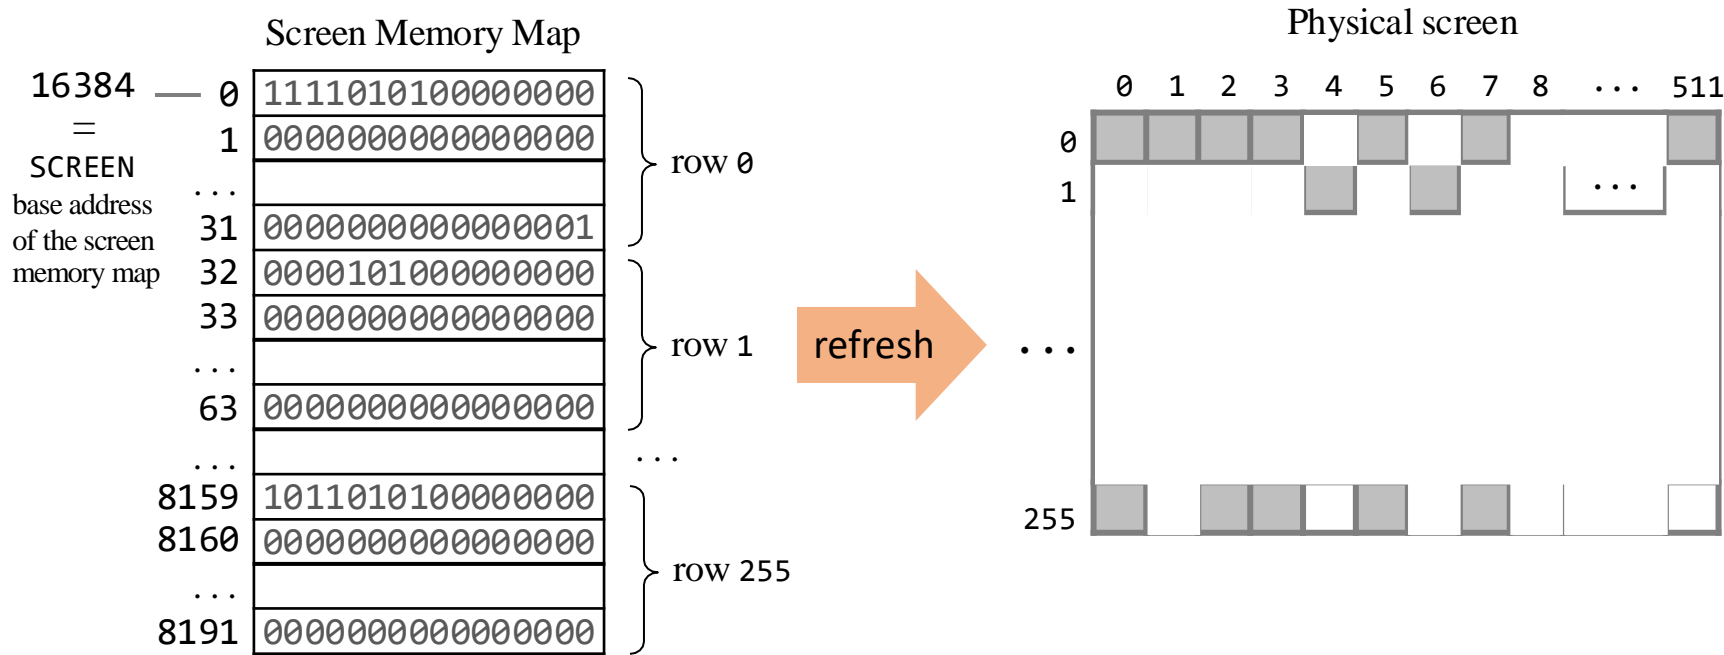 Screen Memory Map
16384
=
SCREEN
base address
of the screen
memory map
0 1111010100000000
1 0000000000000000
...
31 0000000000000001
row 0
32 0000101000000000
33 0000000000000000
...
63 0000000000000000
row 1
...
...
8159 1011010100000000
8160 0000000000000000
...
8191 0000000000000000
row 255
refresh
Physical screen
0 1 2 3 4 5 6 7 8 ... 511
0
1
...
...
255